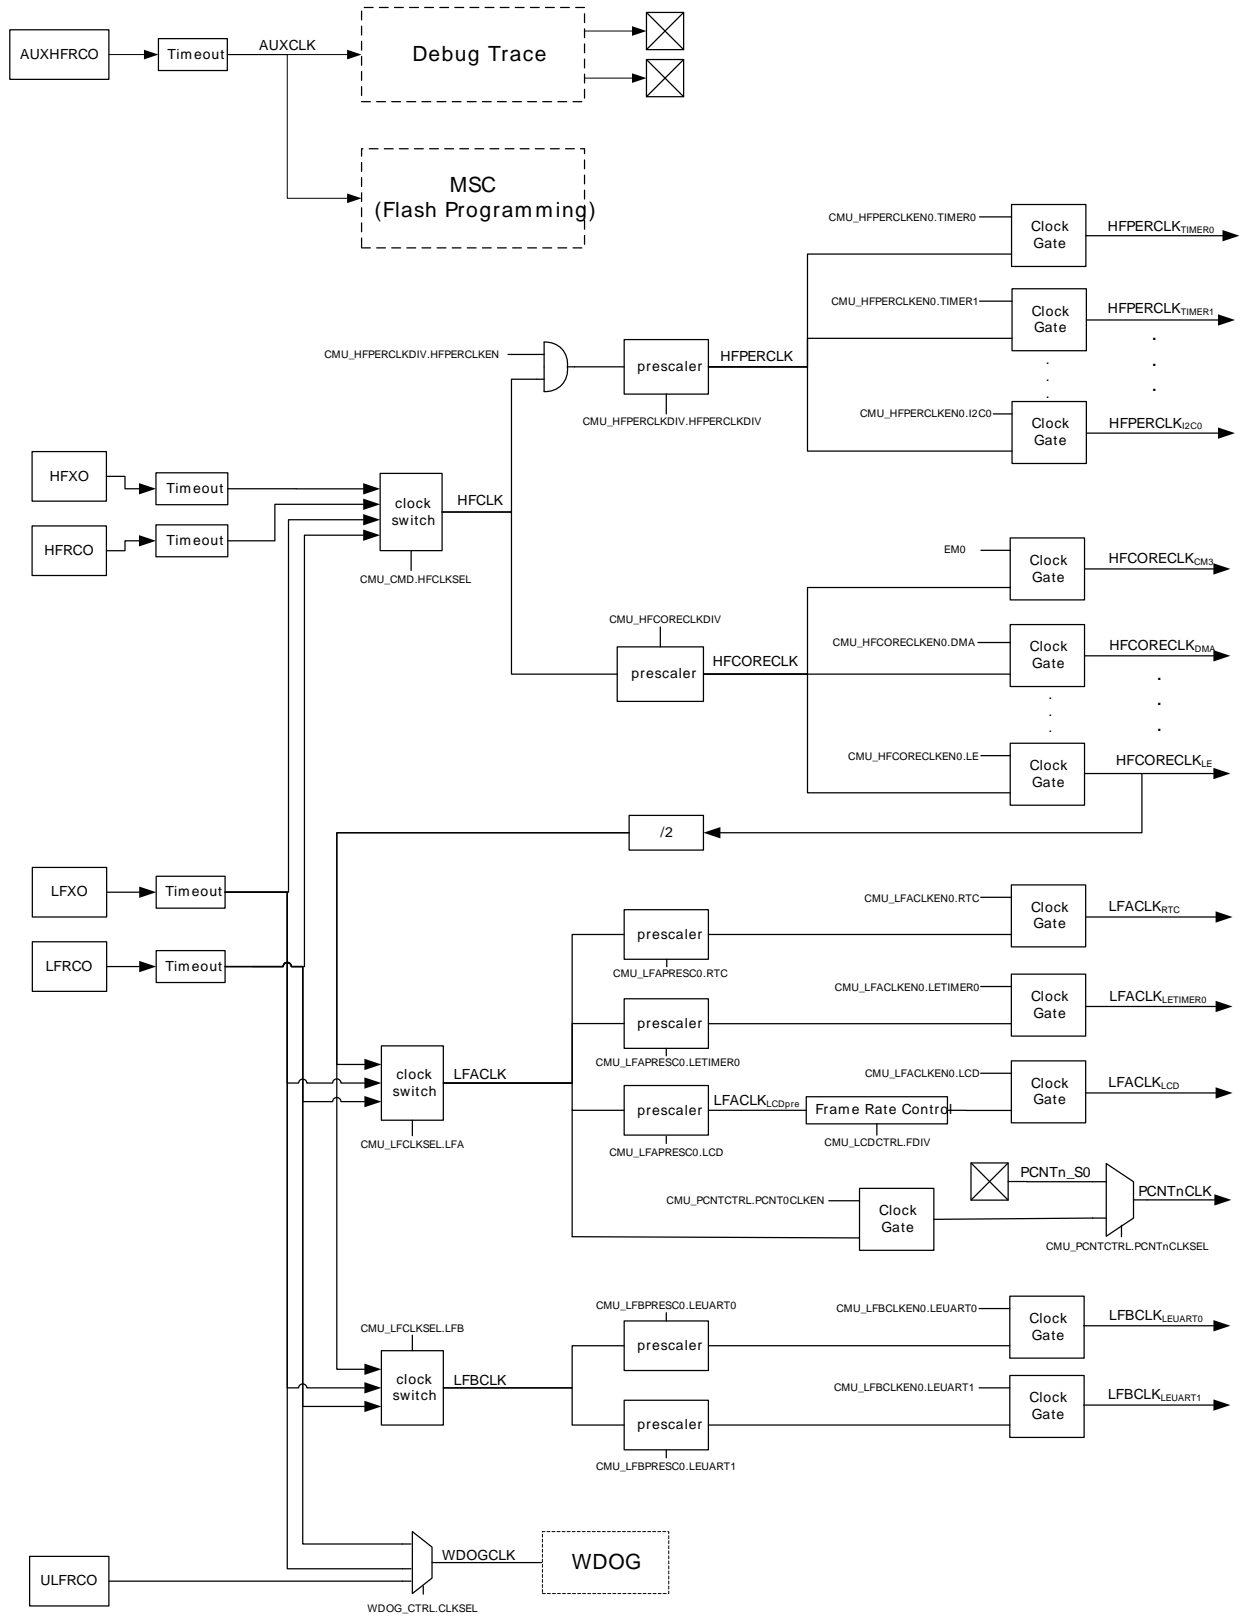 AUXHFRCO
Timeout
AUXCLK
Debug Trace
MSC
(Flash Programming)
CMU_HFPERCLKEN0.TIMER0
Clock
Gate
HFPERCLKTIMER0
CMU_HFPERCLKEN0.TIMER1
Clock
Gate
HFPERCLKTIMER1
CMU_HFPERCLKDIV.HFPERCLKEN
prescaler
HFPERCLK
CMU_HFPERCLKDIV.HFPERCLKDIV
CMU_HFPERCLKEN0.I2C0
Clock
Gate
HFPERCLKI2C0
HFXO
Timeout
HFRCO
Timeout
clock
switch
HFCLK
CMU_CMD.HFCLKSEL
EM0
Clock
Gate
HFCORECLKCM3
CMU_HFCORECLKDIV
prescaler
HFCORECLK
CMU_HFCORECLKEN0.DMA
Clock
Gate
HFCORECLKDMA
CMU_HFCORECLKEN0.LE
Clock
Gate
HFCORECLKLE
/2
LFXO
Timeout
LFRCO
Timeout
CMU_LFACLKEN0.RTC
Clock
Gate
LFACLKRTC
prescaler
CMU_LFAPRESC0.RTC
CMU_LFACLKEN0.LETIMER0
Clock
Gate
LFACLKLETIMER0
prescaler
CMU_LFAPRESC0.LETIMER0
clock
switch
LFACLK
CMU_LFCLKSEL.LFA
CMU_LFACLKEN0.LCD
Clock
Gate
LFACLKLCD
prescaler
LFACLKLCDpre
Frame Rate Control
CMU_LFAPRESC0.LCD
CMU_LCDCTRL.FDIV
PCNTn_S0
CMU_PCNTCTRL.PCNT0CLKEN
Clock
Gate
PCNTnCLK
CMU_PCNTCTRL.PCNTnCLKSEL
CMU_LFBPRESC0.LEUART0
prescaler
CMU_LFBCLKEN0.LEUART0
Clock
Gate
LFBCLKLEUART0
CMU_LFCLKSEL.LFB
clock
switch
LFBCLK
CMU_LFBCLKEN0.LEUART1
Clock
Gate
LFBCLKLEUART1
prescaler
CMU_LFBPRESC0.LEUART1
ULFRCO
WDOGCLK
WDOG
WDOG_CTRL.CLKSEL